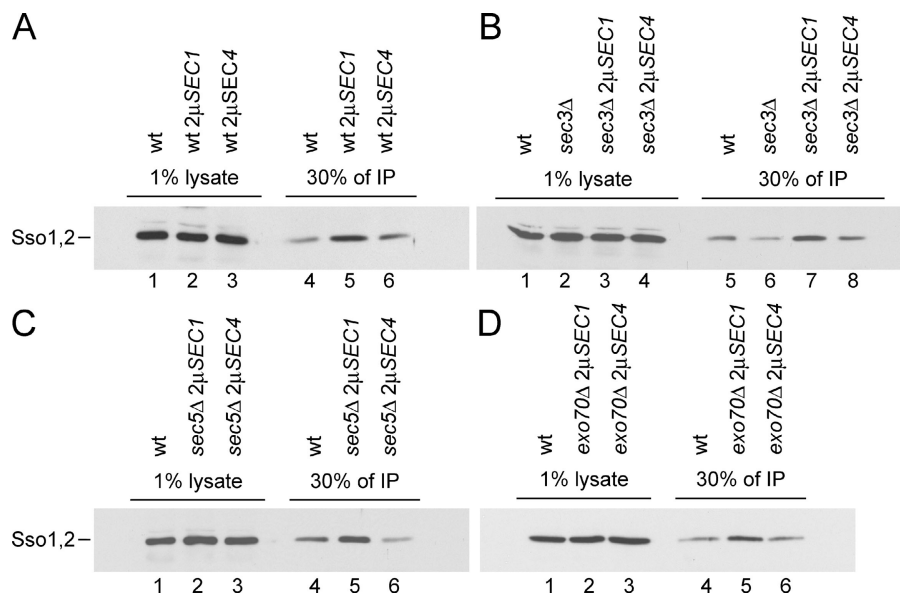 A
wt
wt 2µSEC1
wt 2µSEC4
wt
wt 2µSEC1
wt 2µSEC4
1% lysate
30% of IP
Sso1,2
1 2 3 4 5 6
B
wt
sec3Δ
sec3Δ 2µSEC1
sec3Δ 2µSEC4
wt
sec3Δ
sec3Δ 2µSEC1
sec3Δ 2µSEC4
1% lysate
30% of IP
1 2 3 4 5 6 7 8
C
wt
sec5Δ 2µSEC1
sec5Δ 2µSEC4
wt
sec5Δ 2µSEC1
sec5Δ 2µSEC4
1% lysate
30% of IP
Sso1,2
1 2 3 4 5 6
D
wt
exo70Δ 2µSEC1
exo70Δ 2µSEC4
wt
exo70Δ 2µSEC1
exo70Δ 2µSEC4
1% lysate
30% of IP
1 2 3 4 5 6